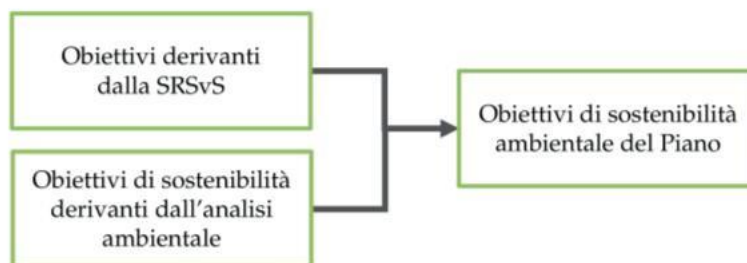 Obiettivi derivanti
dalla SRSvS
Obiettivi di sostenibilità
derivanti dall'analisi
ambientale
Obiettivi di sostenibilità
ambientale del Piano